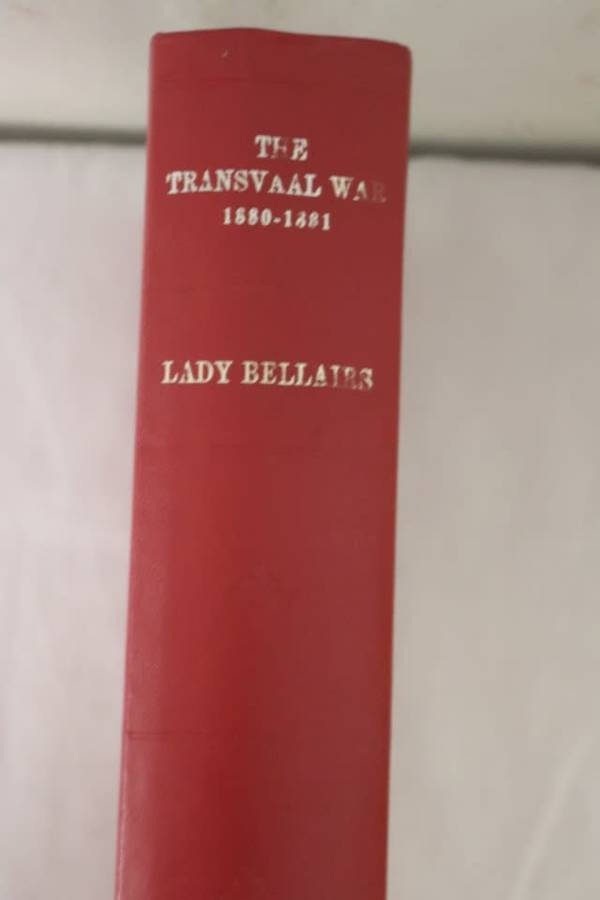 THE
TRANSVAAL WAR
1880-1881
LADY BELLAIRS